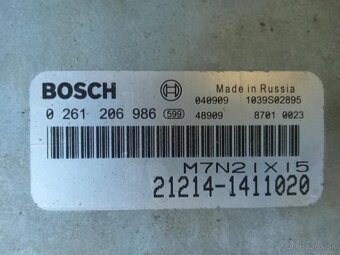 BOSCH
Made in Russia
040909 1039S02895
0 261 206 986 599
48909 8701 0023
M7N21X15
21214-1411020